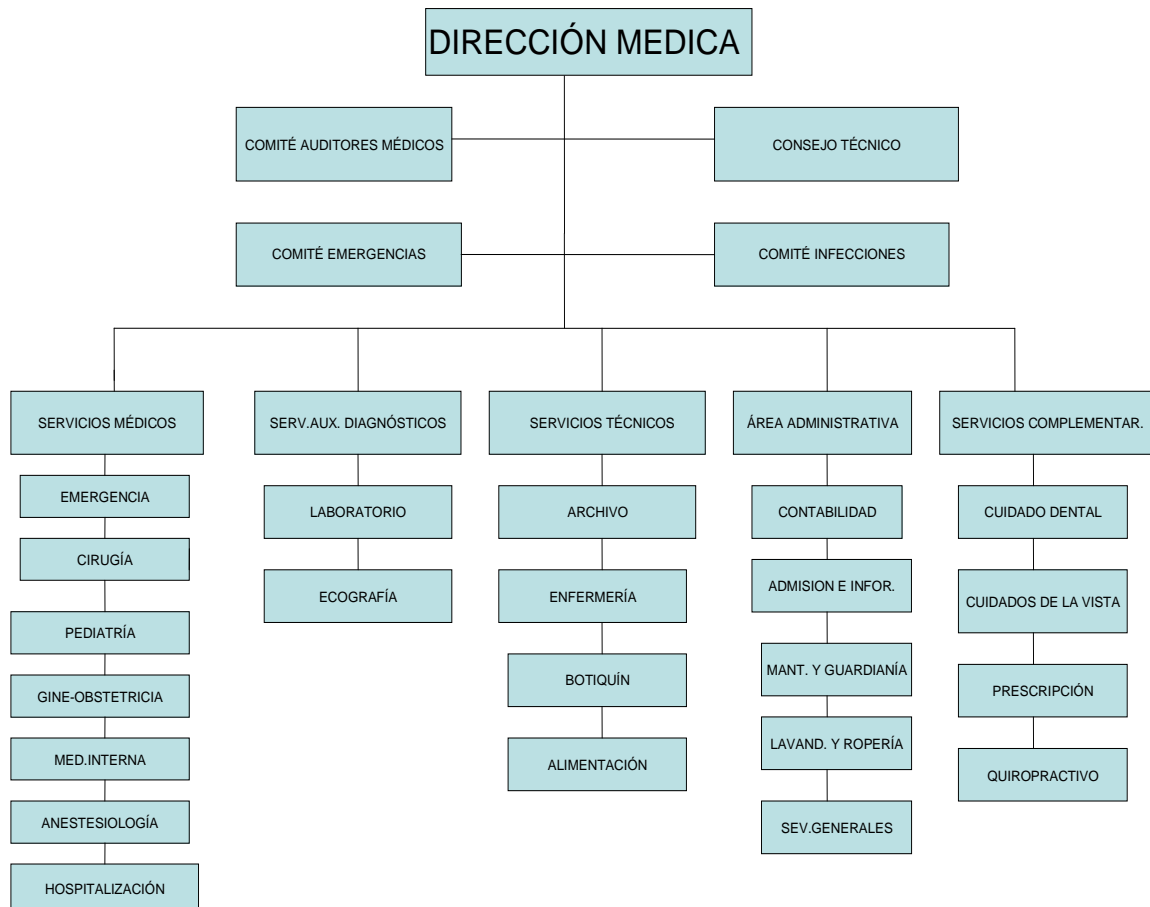 DIRECCIÓN MEDICA
COMITÉ AUDITORES MÉDICOS
CONSEJO TÉCNICO
COMITÉ EMERGENCIAS
COMITÉ INFECCIONES
SERVICIOS MÉDICOS
SERV.AUX. DIAGNÓSTICOS
SERVICIOS TÉCNICOS
ÁREA ADMINISTRATIVA
SERVICIOS COMPLEMENTAR.
EMERGENCIA
CIRUGÍA
PEDIATRÍA
GINE-OBSTETRICIA
MED.INTERNA
ANESTESIOLOGÍA
HOSPITALIZACIÓN
LABORATORIO
ECOGRAFÍA
ARCHIVO
ENFERMERÍA
BOTIQUÍN
ALIMENTACIÓN
CONTABILIDAD
ADMISION E INFOR.
MANT. Y GUARDIANÍA
LAVAND. Y ROPERÍA
SEV.GENERALES
CUIDADO DENTAL
CUIDADOS DE LA VISTA
PRESCRIPCIÓN
QUIROPRACTIVO